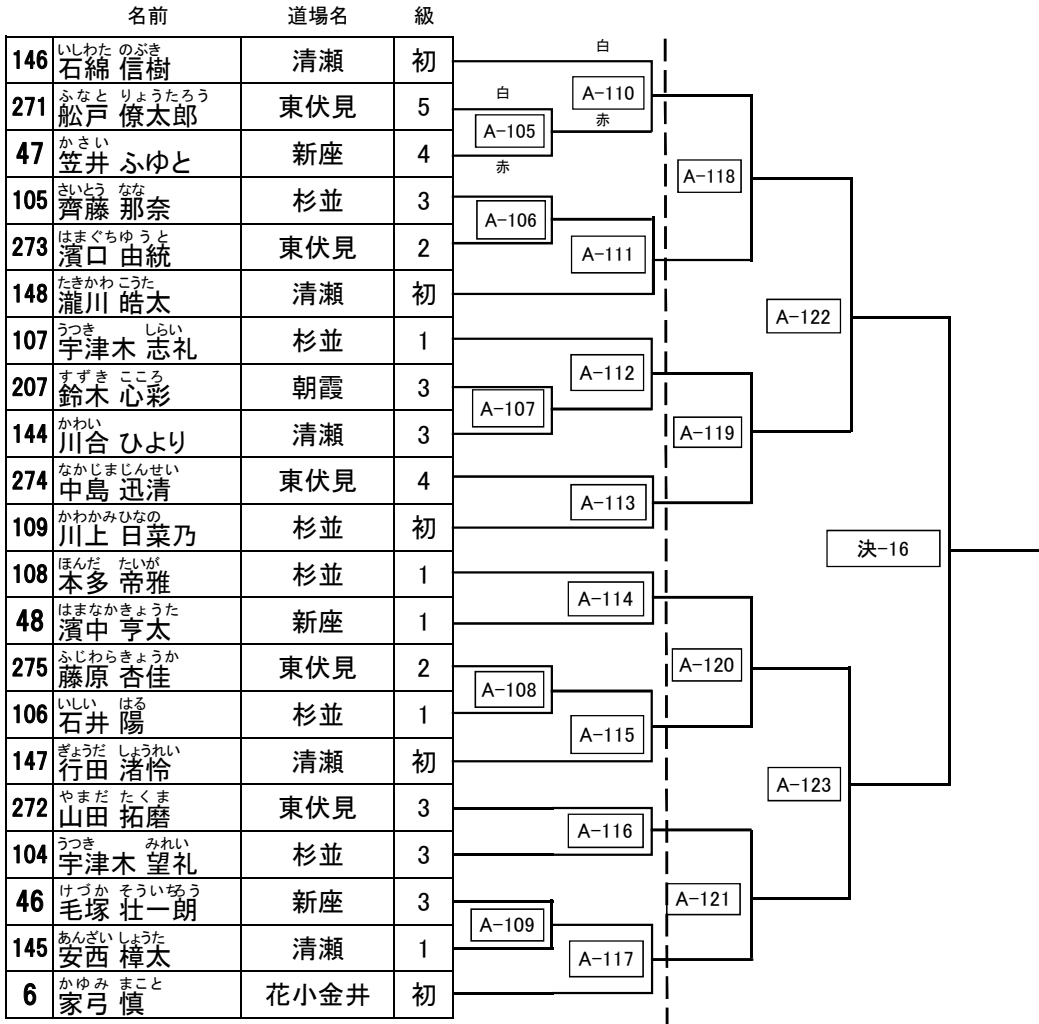 名前 道場名 級
いしわた のぶき
146 石綿 信樹 清瀬 初
ふなと りょうたろう
271 舩戸 僚太郎 東伏見 5
かさい
47 笠井 ふゆと 新座 4
さいとう なな
105 齊藤 那奈 杉並 3
はまぐちゆうと
273 濱口 由統 東伏見 2
たきかわ こうた
148 瀧川 皓太 清瀬 初
うつき しらい
107 宇津木 志礼 杉並 1
すずき こころ
207 鈴木 心彩 朝霞 3
かわい
144 川合 ひより 清瀬 3
なかじまじんせい
274 中島 迅清 東伏見 4
かわかみひなの
109 川上 日菜乃 杉並 初
ほんだ たいが
108 本多 帝雅 杉並 1
はまなかきょうた
48 濱中 亨太 新座 1
ふじわらきょうか
275 藤原 杏佳 東伏見 2
いしい はる
106 石井 陽 杉並 1
ぎょうだ しょうれい
147 行田 渚怜 清瀬 初
やまだ たくま
272 山田 拓磨 東伏見 3
うつき みれい
104 宇津木 望礼 杉並 3
けづか そういちろう
46 毛塚 壮一朗 新座 3
あんざい しょうた
145 安西 樟太 清瀬 1
かゆみ まこと
6 家弓 慎 花小金井 初
白
白
赤
赤
A-105
A-106
A-107
A-108
A-109
A-110
A-111
A-112
A-113
A-114
A-115
A-116
A-117
A-118
A-119
A-120
A-121
A-122
A-123
決-16